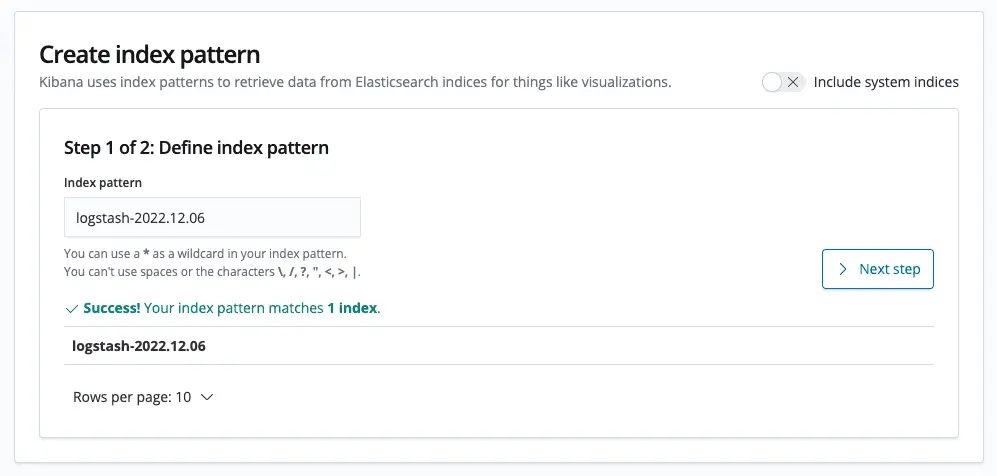 Create index pattern
Kibana uses index patterns to retrieve data from Elasticsearch indices for things like visualizations.
Include system indices
Step 1 of 2: Define index pattern
Index pattern
logstash-2022.12.06
You can use a * as a wildcard in your index pattern.
You can't use spaces or the characters \, /, ?, ", <, >, |.
Next step
Success! Your index pattern matches 1 index.
logstash-2022.12.06
Rows per page: 10